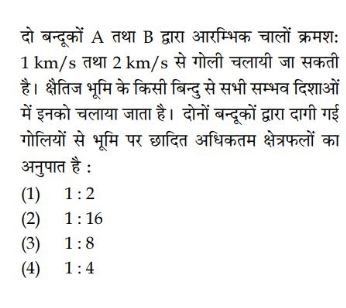 दो बन्दूकों A तथा B द्वारा आरम्भिक चालों क्रमश:
1 km/s तथा 2 km/s से गोली चलायी जा सकती
है। क्षैतिज भूमि के किसी बिन्दु से सभी सम्भव दिशाओं
में इनको चलाया जाता है। दोनों बन्दूकों द्वारा दागी गई
गोलियों से भूमि पर छादित अधिकतम क्षेत्रफलों का
अनुपात है :
(1) 1 : 2
(2) 1 : 16
(3) 1 : 8
(4) 1 : 4